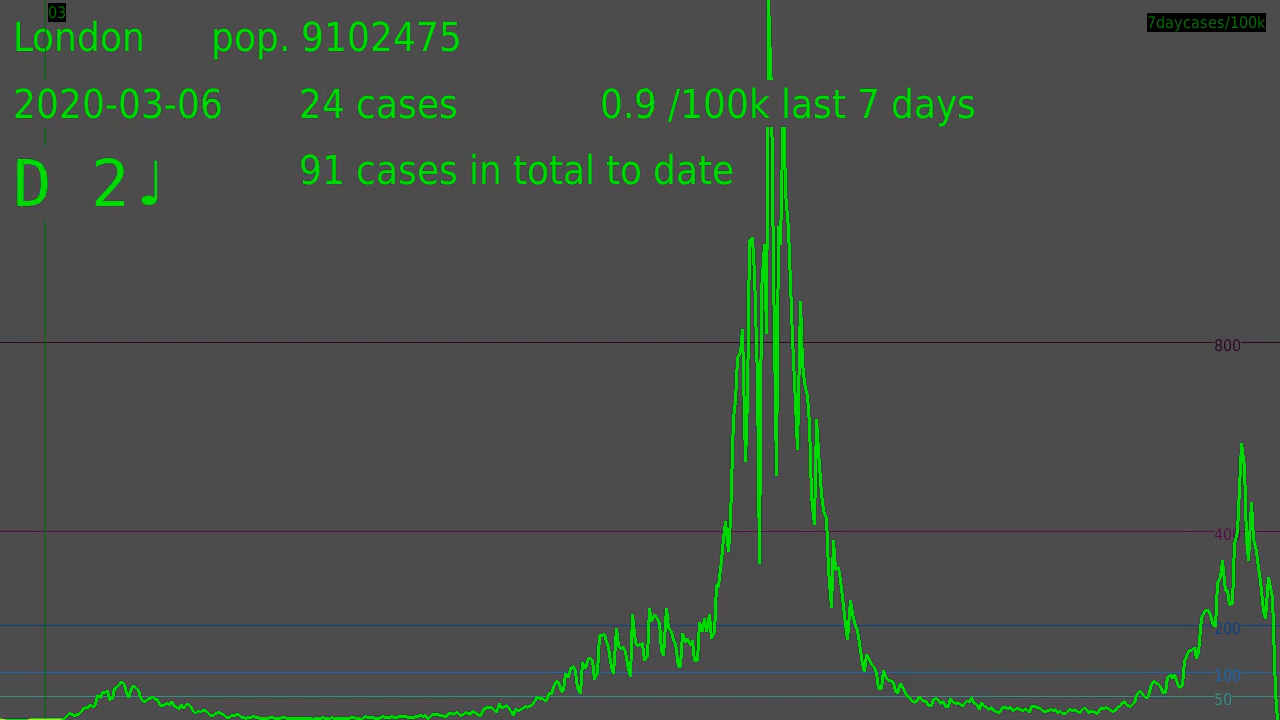 03
London pop. 9102475
7daycases/100k
2020-03-06 24 cases 0.9 /100k last 7 days
D 2♩ 91 cases in total to date
800
400
200
100
50